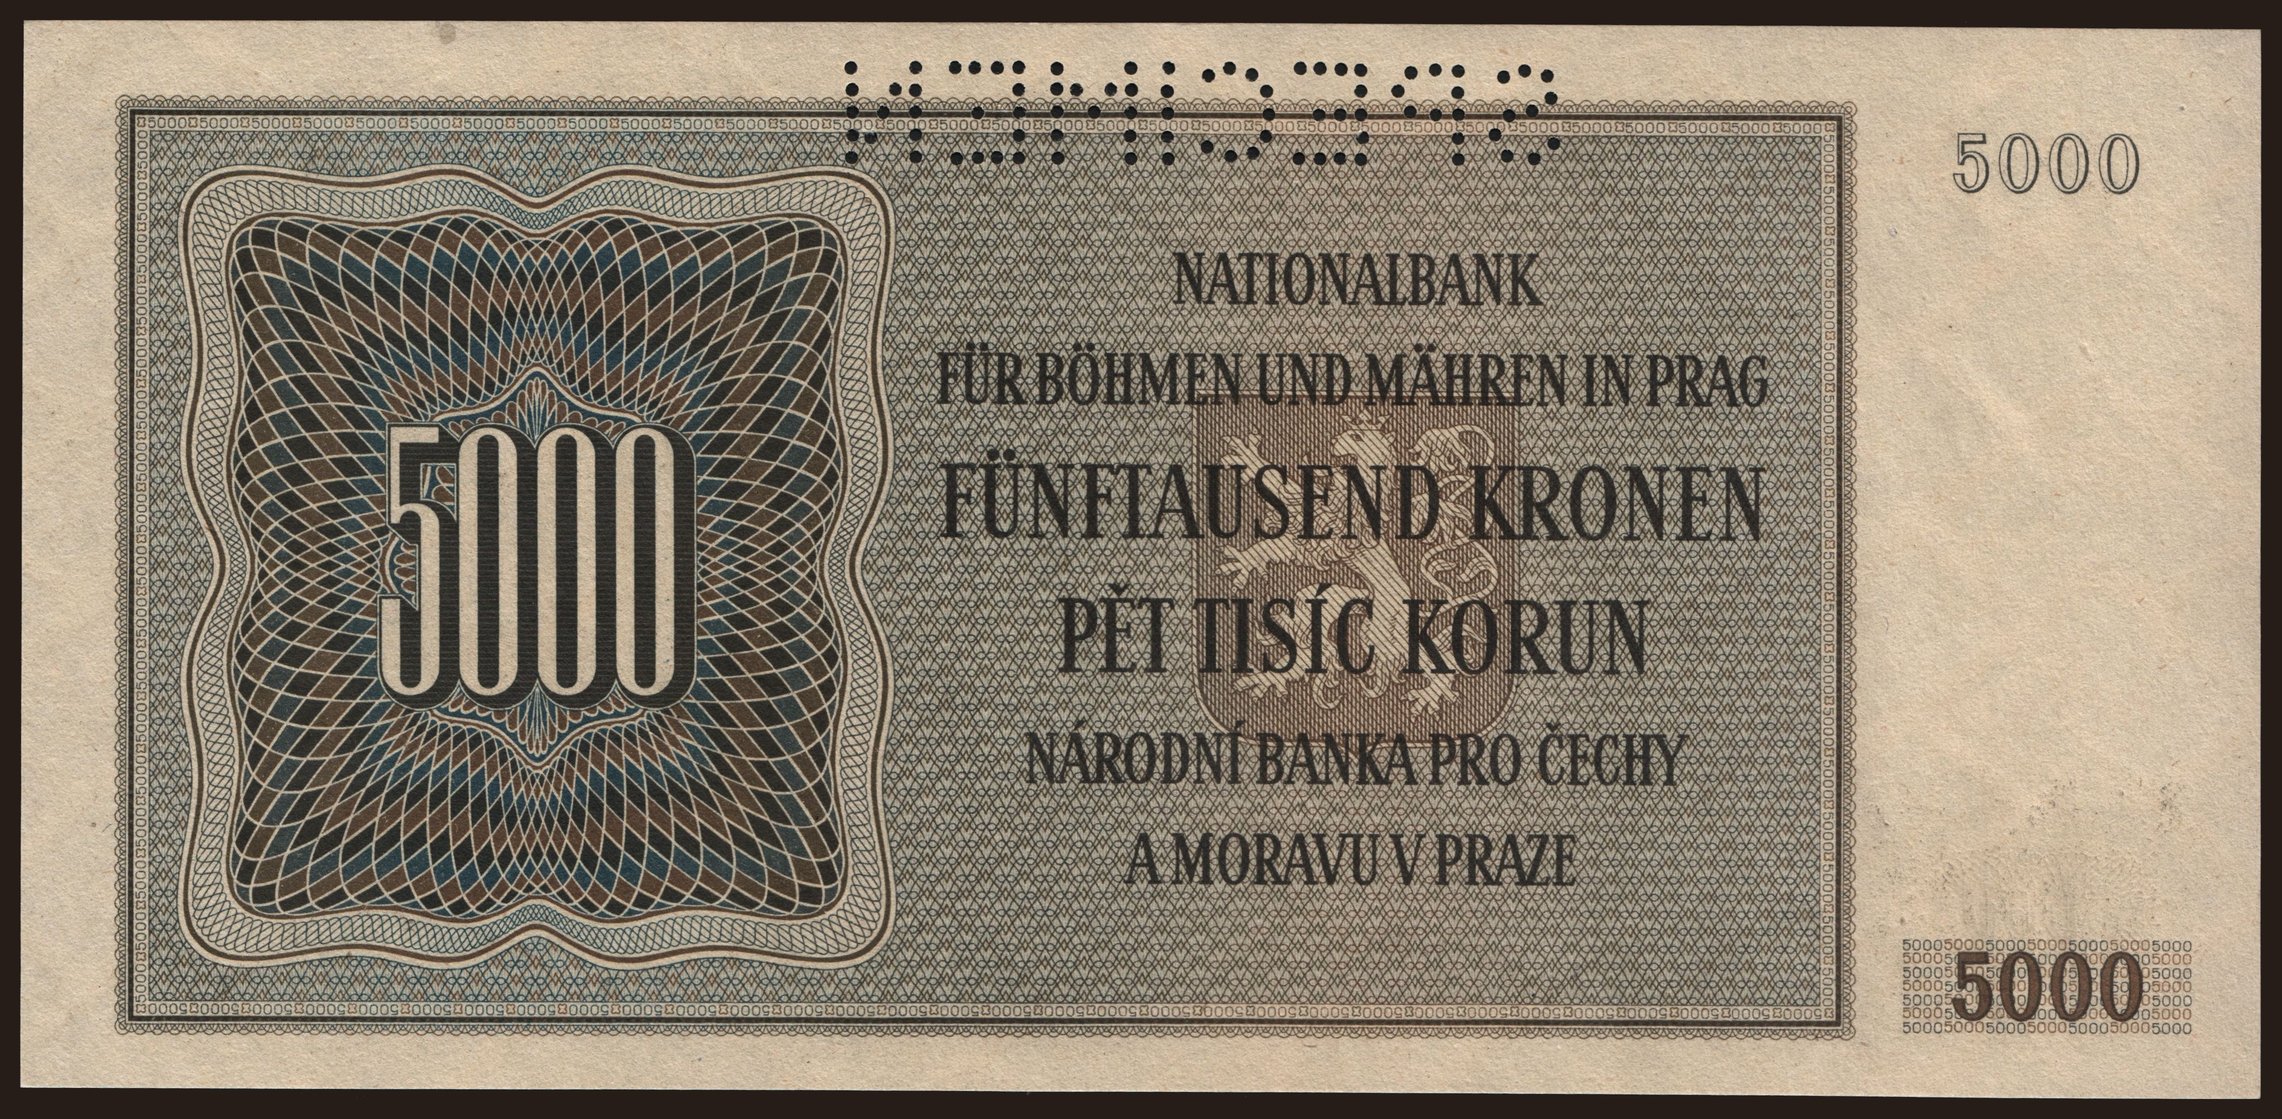 SPECIMEN
5000
NATIONALBANK
FÜR BÖHMEN UND MÄHREN IN PRAG
FÜNFTAUSEND KRONEN
PĚT TISÍC KORUN
NÁRODNÍ BANKA PRO ČECHY
A MORAVU V PRAZE
5000
5000